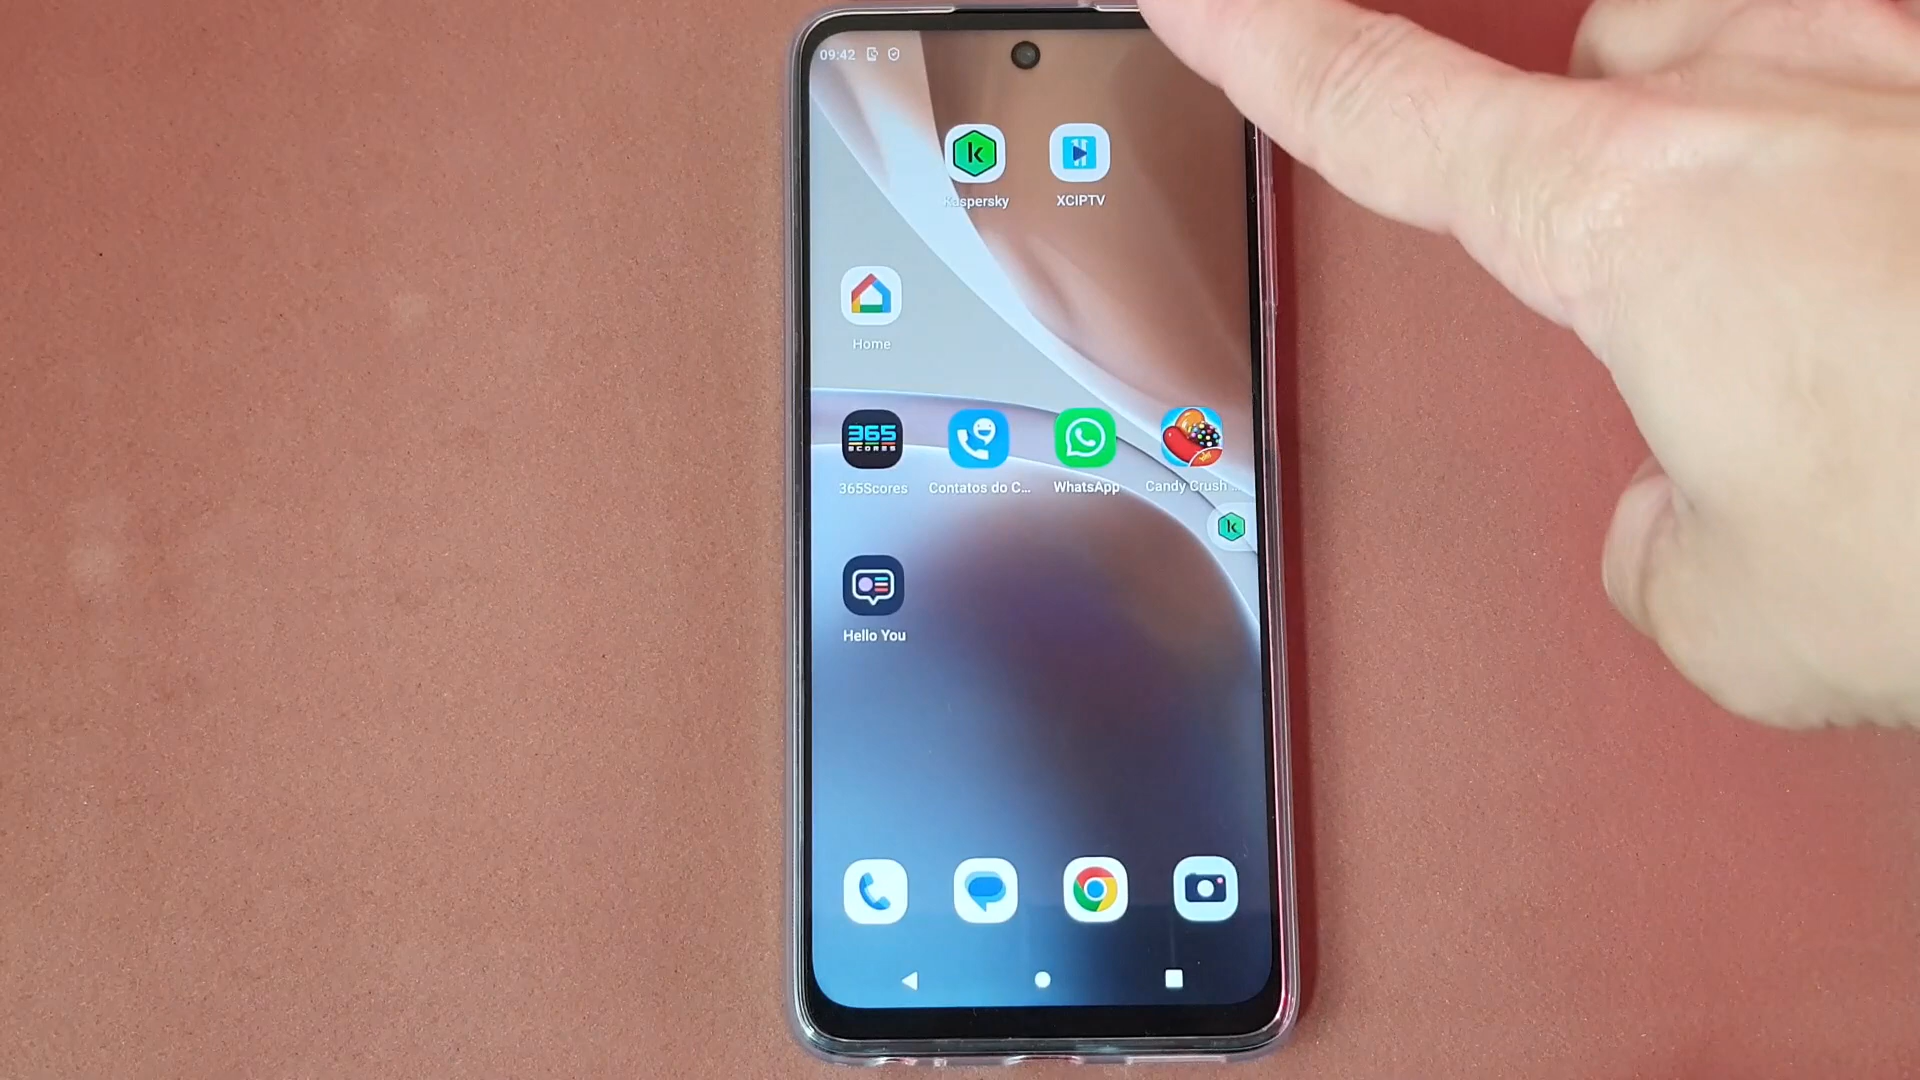 09:42
Kaspersky
XCIPTV
Home
365
SCORES
365Scores
Contatos do C...
WhatsApp
Candy Crush ...
Hello You